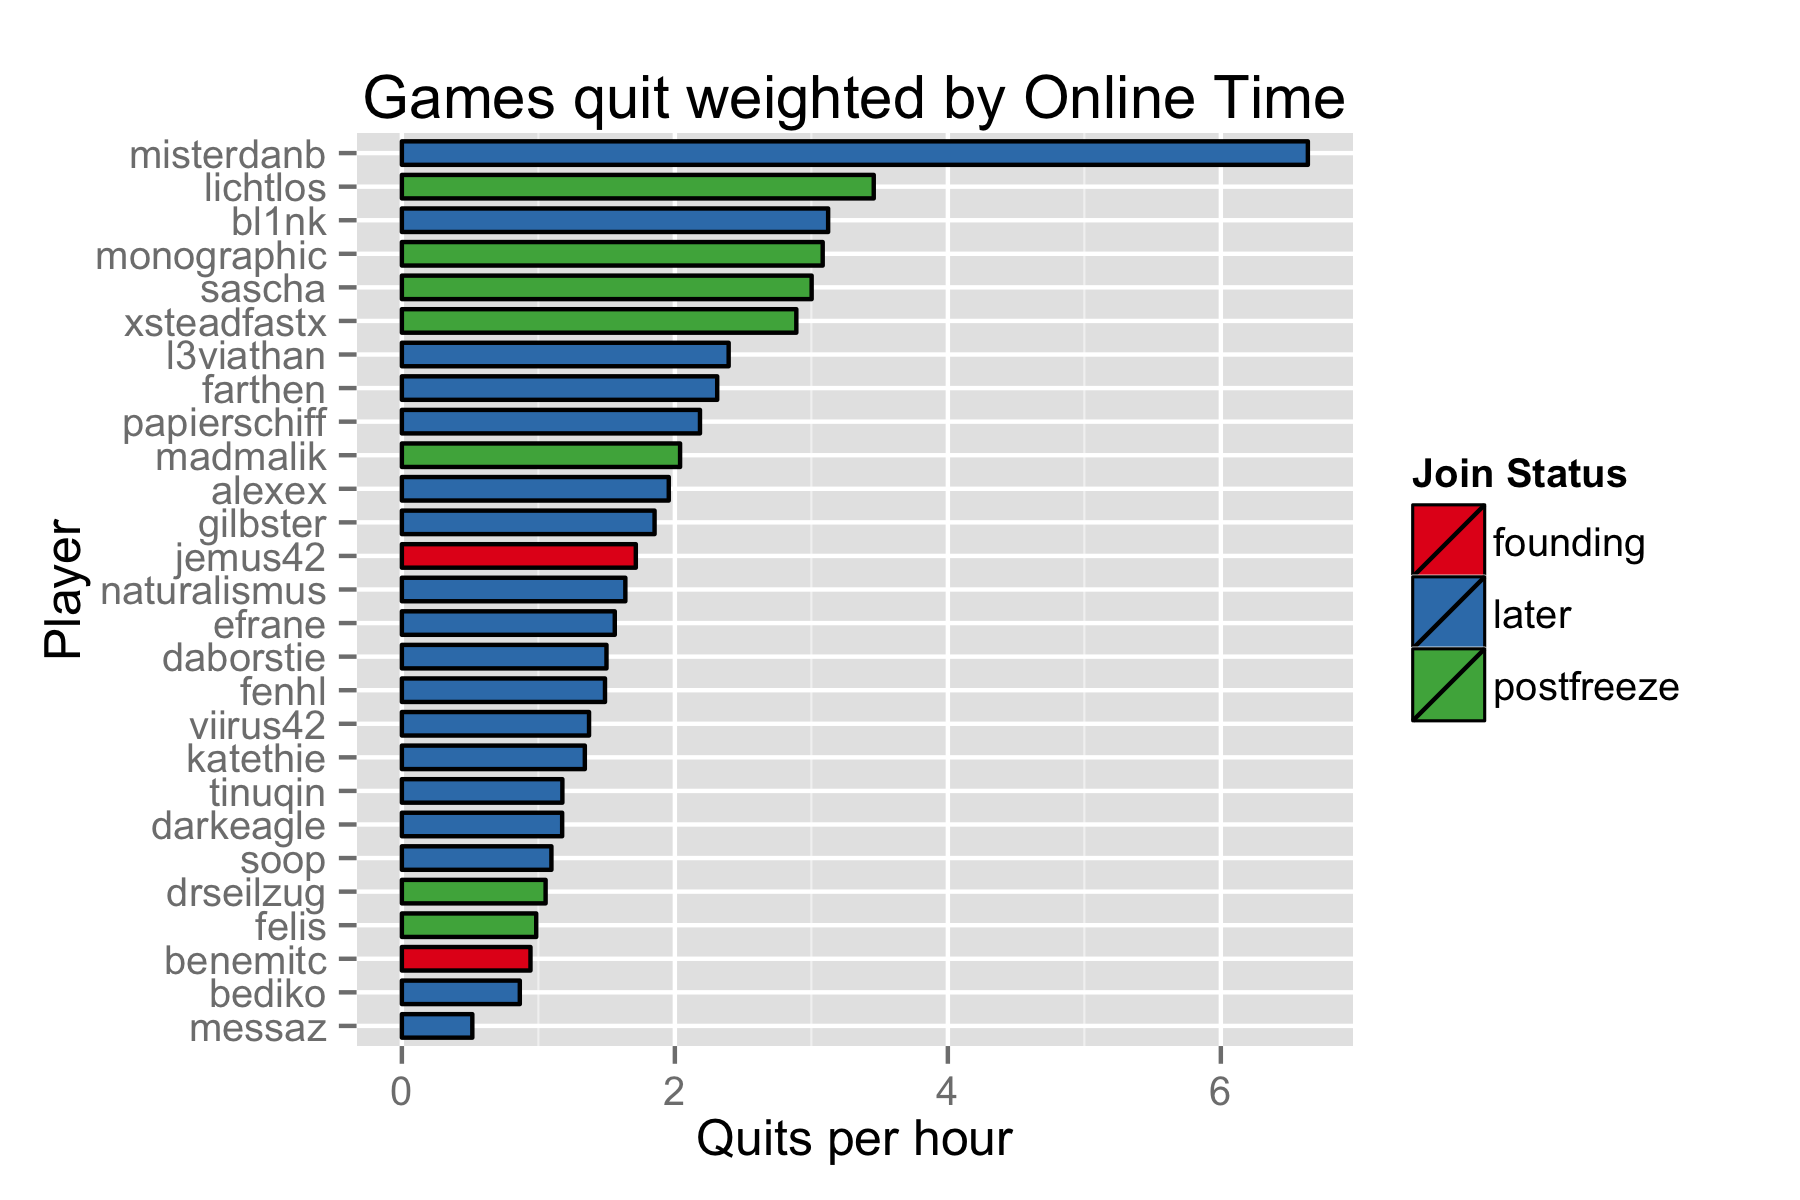 Games quit weighted by Online Time
misterdanb
lichtlos
bl1nk
monographic
sascha
xsteadfastx
l3viathan
farthen
papierschiff
madmalik
alexex
gilbster
jemus42
naturalismus
efrane
daborstie
fenhl
viirus42
katethie
tinuqin
darkeagle
soop
drseilzug
felis
benemitc
bediko
messaz
Player
0 2 4 6
Quits per hour
Join Status
founding
later
postfreeze